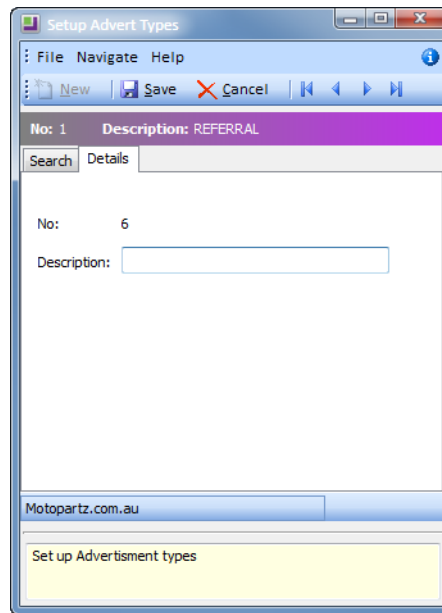 Setup Advert Types
File Navigate Help
New Save Cancel
No: 1 Description: REFERRAL
Search Details
No: 6
Description:
Motopartz.com.au
Set up Advertisment types